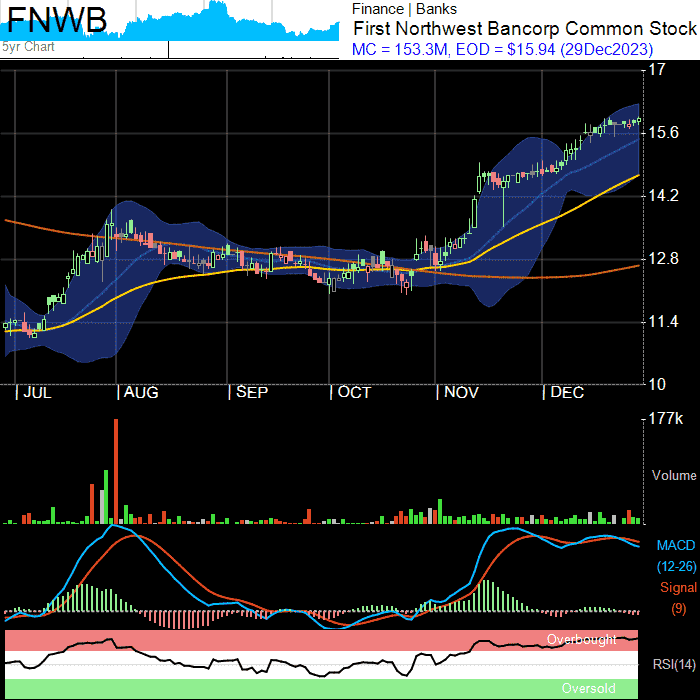 FNWB
5yr Chart
Finance | Banks
First Northwest Bancorp Common Stock
MC = 153.3M, EOD = $15.94 (29Dec2023)
17
15.6
14.2
12.8
11.4
10
| JUL | AUG | SEP | OCT | NOV | DEC
177k
Volume
MACD
(12-26)
Signal
(9)
Overbought
RSI(14)
Oversold